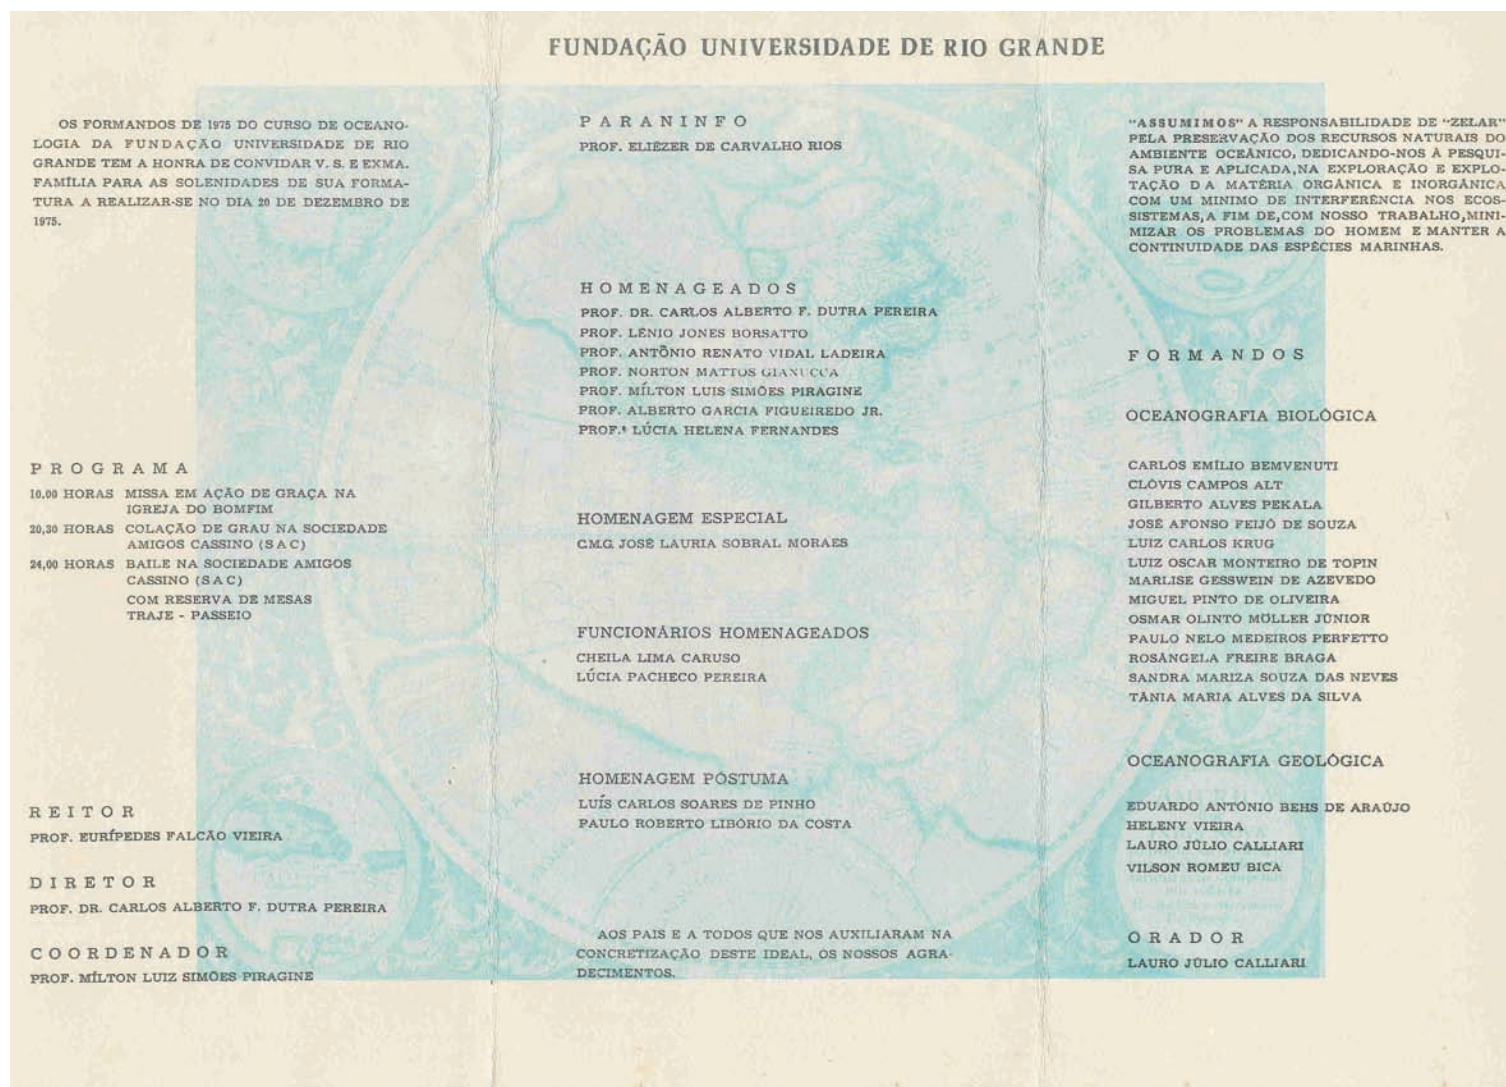 FUNDAÇÃO UNIVERSIDADE DE RIO GRANDE
OS FORMANDOS DE 1975 DO CURSO DE OCEANO-
LOGIA DA FUNDAÇÃO UNIVERSIDADE DE RIO
GRANDE TEM A HONRA DE CONVIDAR V. S. E EXMA.
FAMÍLIA PARA AS SOLENIDADES DE SUA FORMA-
TURA A REALIZAR-SE NO DIA 20 DE DEZEMBRO DE
1975.
PROGRAMA
10.00 HORAS MISSA EM AÇÃO DE GRAÇA NA
IGREJA DO BOMFIM
20,30 HORAS COLAÇÃO DE GRAU NA SOCIEDADE
AMIGOS CASSINO (SAC)
24,00 HORAS BAILE NA SOCIEDADE AMIGOS
CASSINO (SAC)
COM RESERVA DE MESAS
TRAJE - PASSEIO
REITOR
PROF. EURÍPEDES FALCÃO VIEIRA
DIRETOR
PROF. DR. CARLOS ALBERTO F. DUTRA PEREIRA
COORDENADOR
PROF. MÍLTON LUIZ SIMÕES PIRAGINE
PARANINFO
PROF. ELIÉZER DE CARVALHO RIOS
HOMENAGEADOS
PROF. DR. CARLOS ALBERTO F. DUTRA PEREIRA
PROF. LÊNIO JONES BORSATTO
PROF. ANTÔNIO RENATO VIDAL LADEIRA
PROF. NORTON MATTOS GIANUCCA
PROF. MÍLTON LUIS SIMÕES PIRAGINE
PROF. ALBERTO GARCIA FIGUEIREDO JR.
PROF.ª LÚCIA HELENA FERNANDES
HOMENAGEM ESPECIAL
C.M.G. JOSÉ LAURIA SOBRAL MORAES
FUNCIONÁRIOS HOMENAGEADOS
CHEILA LIMA CARUSO
LÚCIA PACHECO PEREIRA
HOMENAGEM PÓSTUMA
LUÍS CARLOS SOARES DE PINHO
PAULO ROBERTO LIBÓRIO DA COSTA
AOS PAIS E A TODOS QUE NOS AUXILIARAM NA
CONCRETIZAÇÃO DESTE IDEAL, OS NOSSOS AGRA-
DECIMENTOS.
"ASSUMIMOS" A RESPONSABILIDADE DE "ZELAR"
PELA PRESERVAÇÃO DOS RECURSOS NATURAIS DO
AMBIENTE OCEÂNICO, DEDICANDO-NOS À PESQUI-
SA PURA E APLICADA,NA EXPLORAÇÃO E EXPLO-
TAÇÃO DA MATÉRIA ORGÂNICA E INORGÂNICA
COM UM MINIMO DE INTERFERÊNCIA NOS ECOS-
SISTEMAS,A FIM DE,COM NOSSO TRABALHO,MINI-
MIZAR OS PROBLEMAS DO HOMEM E MANTER A
CONTINUIDADE DAS ESPÉCIES MARINHAS.
FORMANDOS
OCEANOGRAFIA BIOLÓGICA
CARLOS EMÍLIO BEMVENUTI
CLÓVIS CAMPOS ALT
GILBERTO ALVES PEKALA
JOSÉ AFONSO FEIJÓ DE SOUZA
LUIZ CARLOS KRUG
LUIZ OSCAR MONTEIRO DE TOPIN
MARLISE GESSWEIN DE AZEVEDO
MIGUEL PINTO DE OLIVEIRA
OSMAR OLINTO MÖLLER JÚNIOR
PAULO NELO MEDEIROS PERFETTO
ROSÂNGELA FREIRE BRAGA
SANDRA MARIZA SOUZA DAS NEVES
TÂNIA MARIA ALVES DA SILVA
OCEANOGRAFIA GEOLÓGICA
EDUARDO ANTÔNIO BEHS DE ARAÚJO
HELENY VIEIRA
LAURO JÚLIO CALLIARI
VILSON ROMEU BICA
ORADOR
LAURO JÚLIO CALLIARI